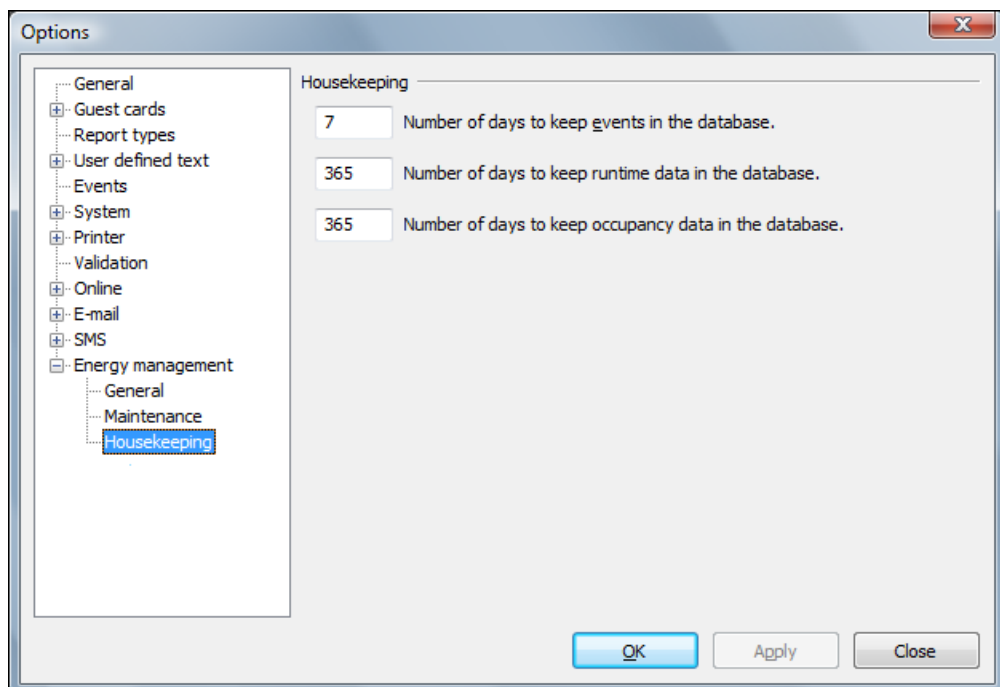 Options
General
Guest cards
Report types
User defined text
Events
System
Printer
Validation
Online
E-mail
SMS
Energy management
General
Maintenance
Housekeeping
Housekeeping
7 Number of days to keep events in the database.
365 Number of days to keep runtime data in the database.
365 Number of days to keep occupancy data in the database.
OK Apply Close